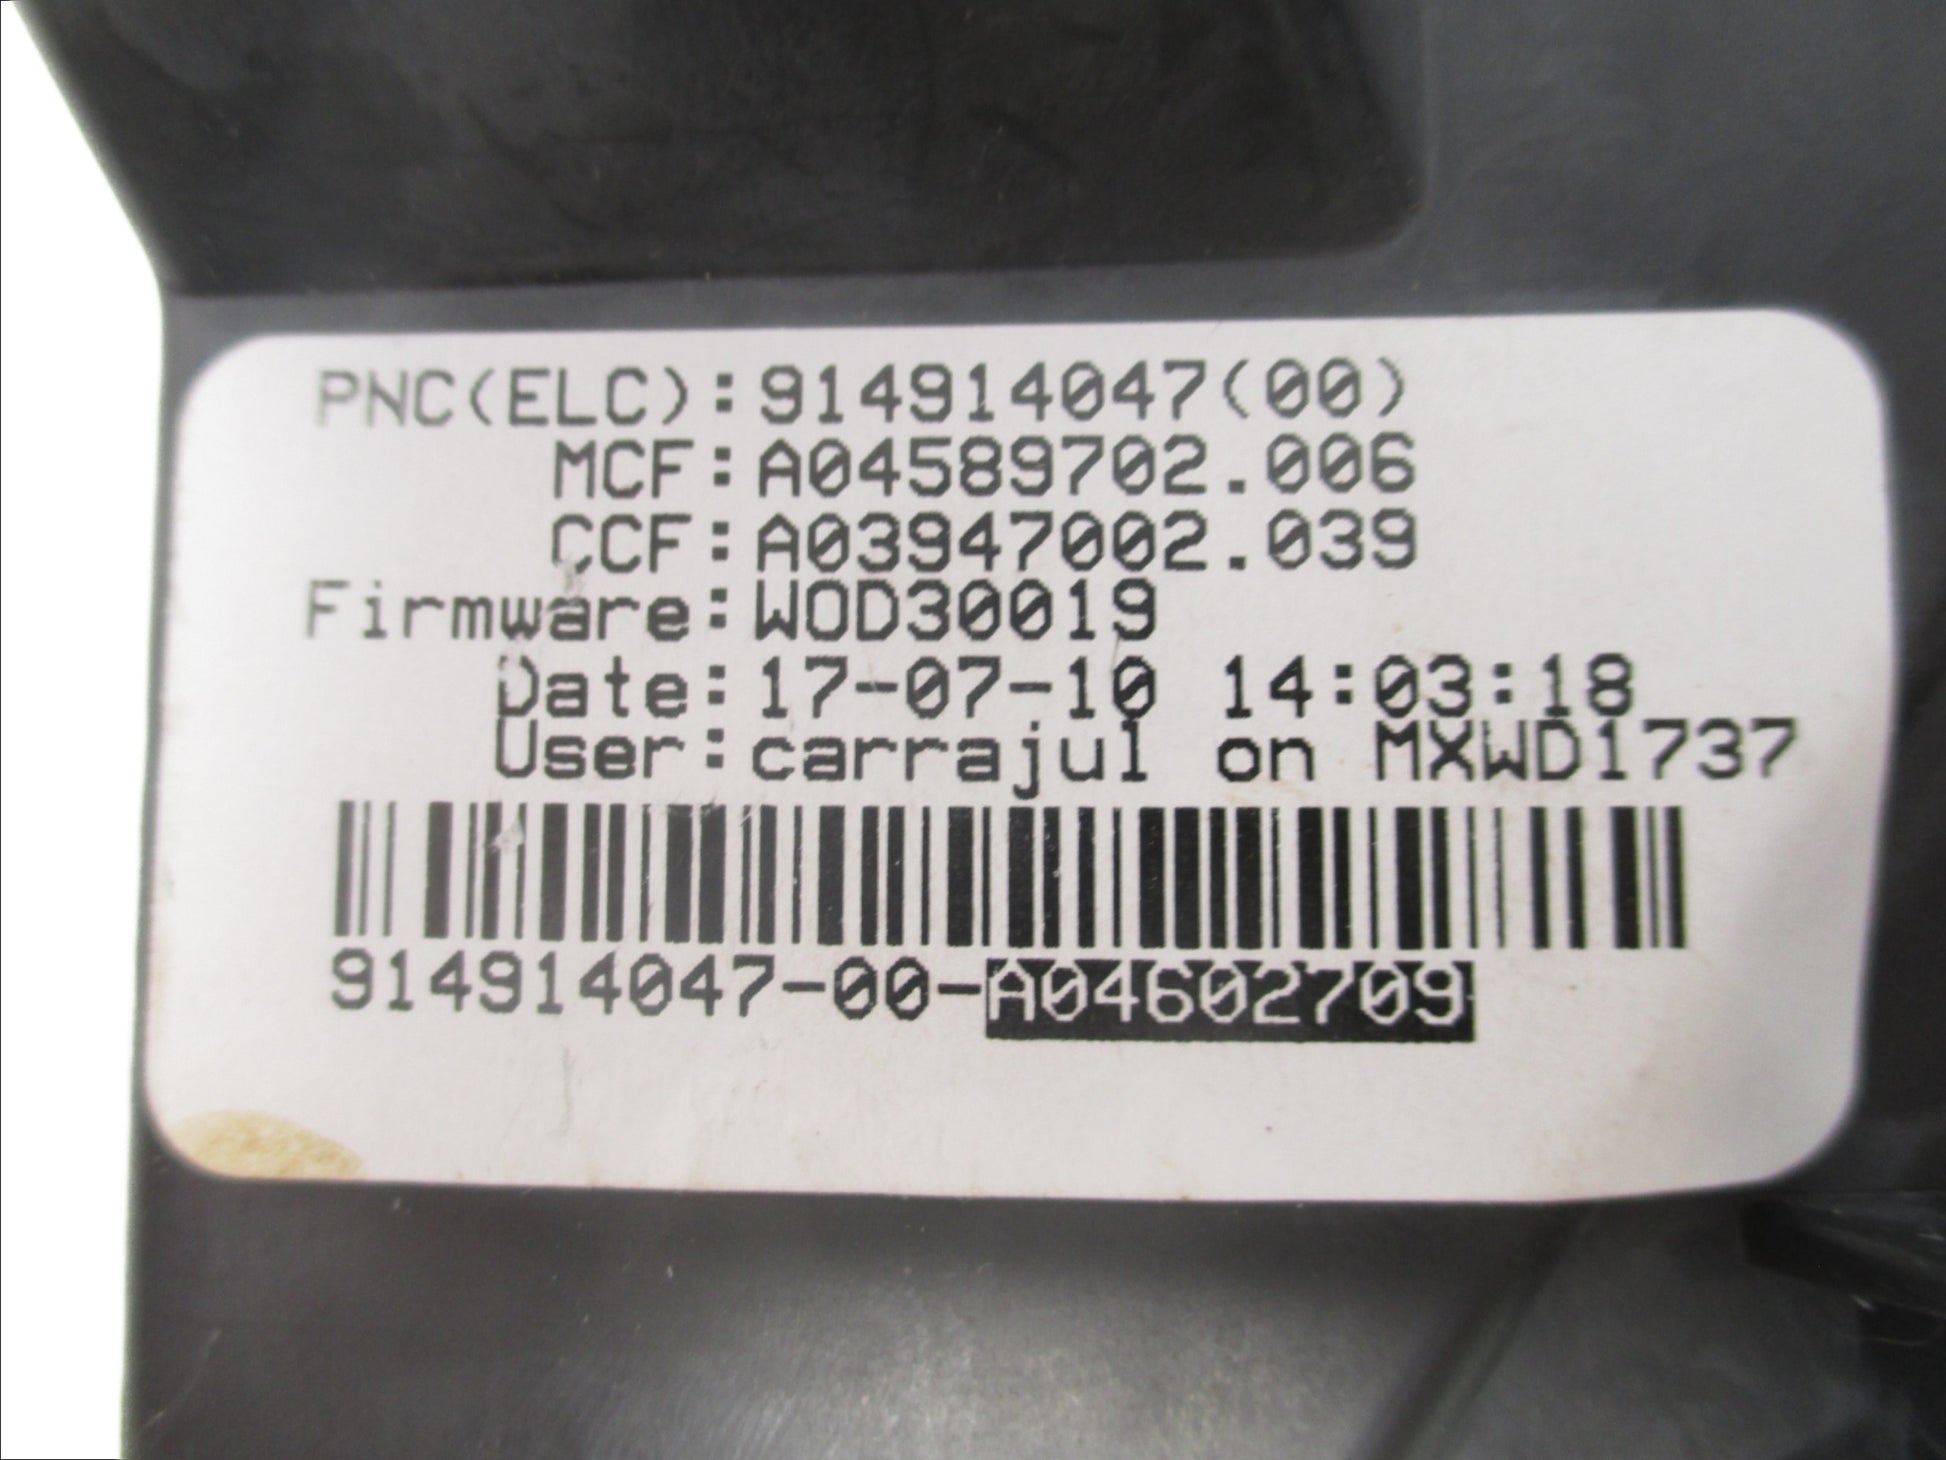 PNC(ELC):914914047(00)
MCF:A04589702.006
CCF:A03947002.039
Firmware:WOD30019
Date:17-07-10 14:03:18
User:carrajul on MXWD1737
914914047-00-A04602709